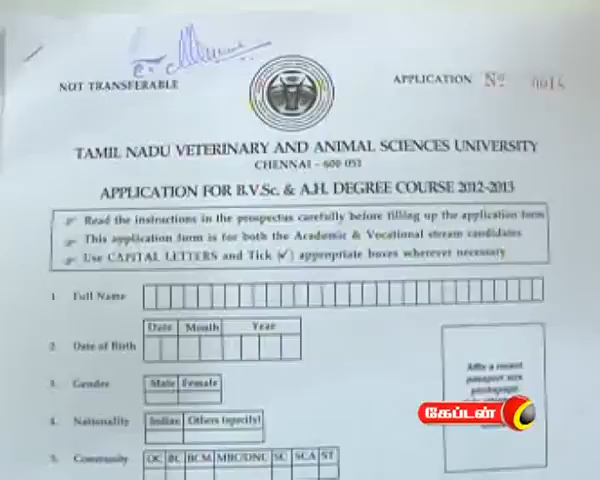 NOT TRANSFERABLE
APPLICATION No 0014
TAMIL NADU VETERINARY AND ANIMAL SCIENCES UNIVERSITY
CHENNAI - 600 051
APPLICATION FOR B.V.Sc. & A.H. DEGREE COURSE 2012-2013
Read the instructions in the prospectus carefully before filling up the application form
This application form is for both the Academic & Vocational stream candidates
Use CAPITAL LETTERS and Tick (✓) appropriate boxes wherever necessary
1. Full Name
Date Month Year
2. Date of Birth
3. Gender Male Female
4. Nationality Indian Others (specify)
5. Community OC BC BCM MBC/DNC SC SCA ST
Affix a recent
passport size
photograph
கேப்டன்